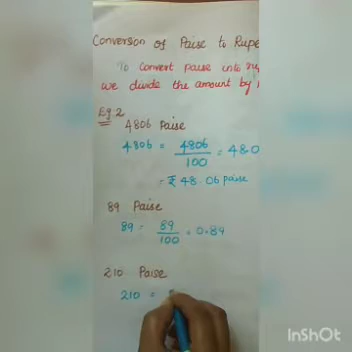 Conversion of Paise to Rupe
To convert paise into
we divide the amount by
Eg:2
4806 Paise
4806 = 4806/100 = 48.0
= ₹ 48.06 paise
89 Paise
89 = 89/100 = 0.89
210 Paise
210 =
InShOt